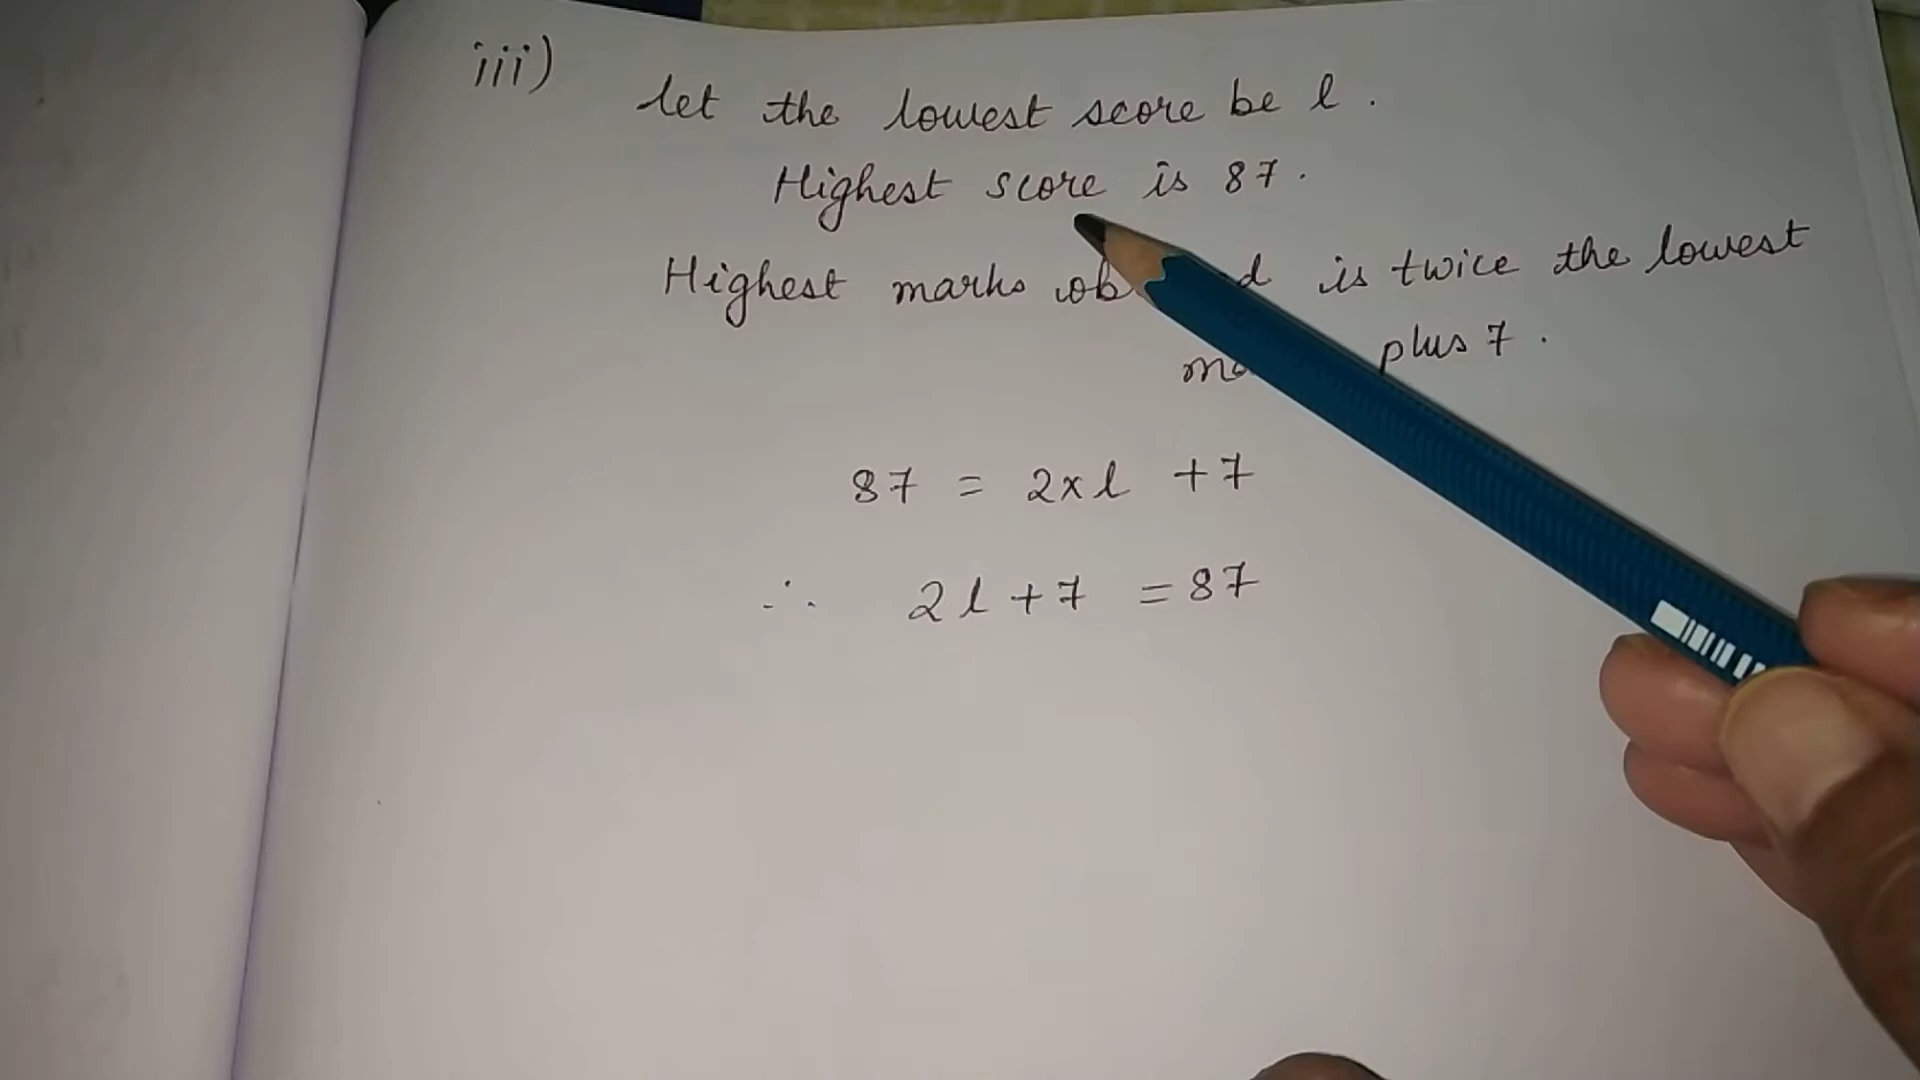 iii)
Let the lowest score be l.
Highest score is 87.
Highest marks is twice the lowest
plus 7.
87 = 2 x l + 7
∴ 2l + 7 = 87